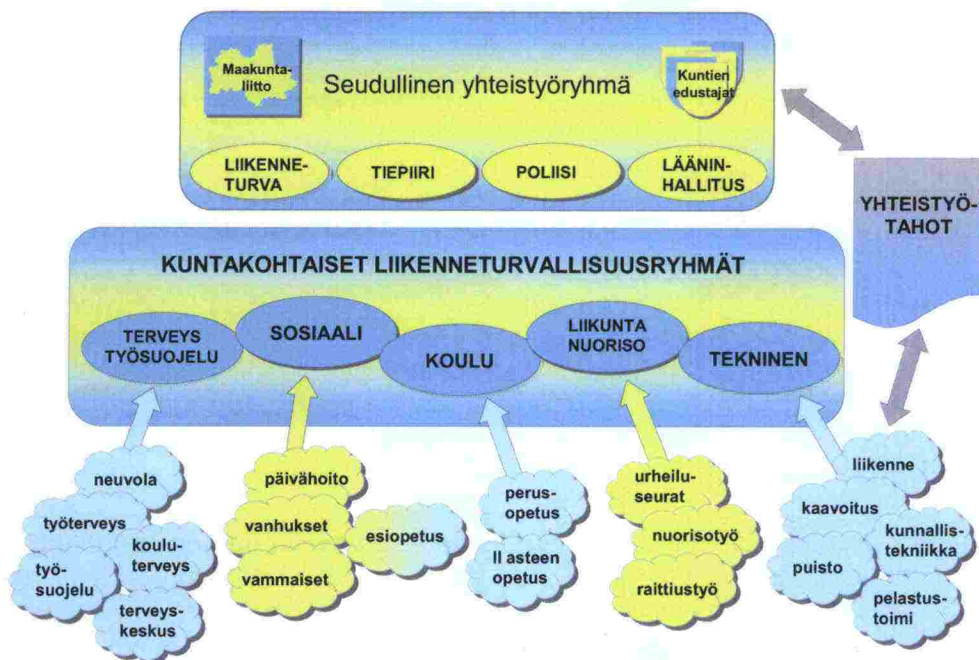 Maakunta-
liitto
Seudullinen yhteistyöryhmä
Kuntien
edustajat
LIIKENNE-
TURVA
TIEPIIRI
POLIISI
LÄÄNIN-
HALLITUS
YHTEISTYÖ-
TAHOT
KUNTAKOHTAISET LIIKENNETURVALLISUUSRYHMÄT
TERVEYS
TYÖSUOJELU
SOSIAALI
KOULU
LIIKUNTA
NUORISO
TEKNINEN
neuvola
työterveys
koulu-
terveys
työ-
suojelu
terveys-
keskus
päivähoito
vanhukset
esiopetus
vammaiset
perus-
opetus
II asteen
opetus
urheilu-
seurat
nuorisotyö
raittiustyö
liikenne
kaavoitus
kunnallis-
tekniikka
puisto
pelastus-
toimi